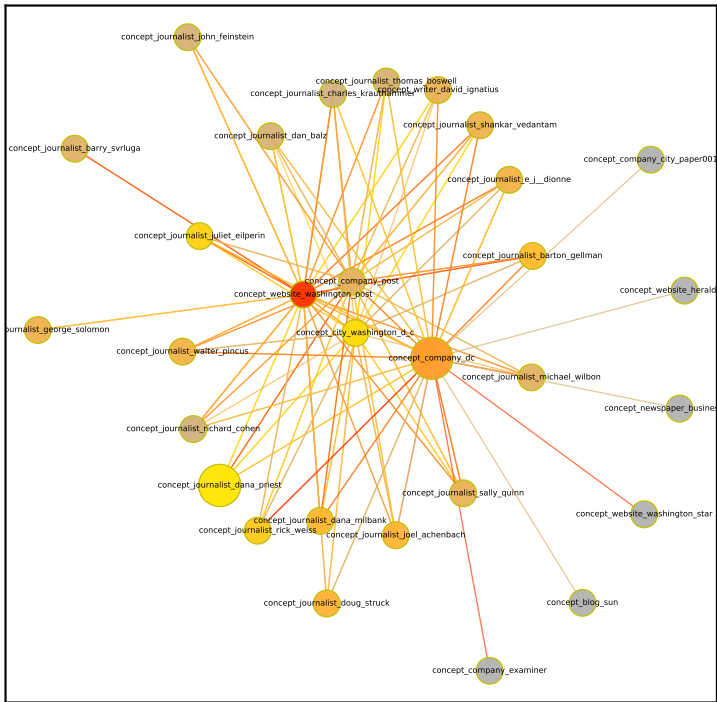 concept_journalist_john_feinstein
concept_journalist_thomas_boswell
concept_writer_david_ignatius
concept_journalist_charles_krauthammer
concept_journalist_shankar_vedantam
concept_journalist_dan_balz
concept_journalist_barry_svrluga
concept_company_city_paper001
concept_journalist_e_j__dionne
concept_journalist_juliet_eilperin
concept_journalist_barton_gellman
concept_company_post
concept_website_washington_post
concept_website_herald
journalist_george_solomon
concept_city_washington_d_c
concept_journalist_walter_pincus
concept_company_dc
concept_journalist_michael_wilbon
concept_newspaper_busines
concept_journalist_richard_cohen
concept_journalist_dana_priest
concept_journalist_sally_quinn
concept_website_washington_star
concept_journalist_dana_milbank
concept_journalist_rick_weiss
concept_journalist_joel_achenbach
concept_journalist_doug_struck
concept_blog_sun
concept_company_examiner